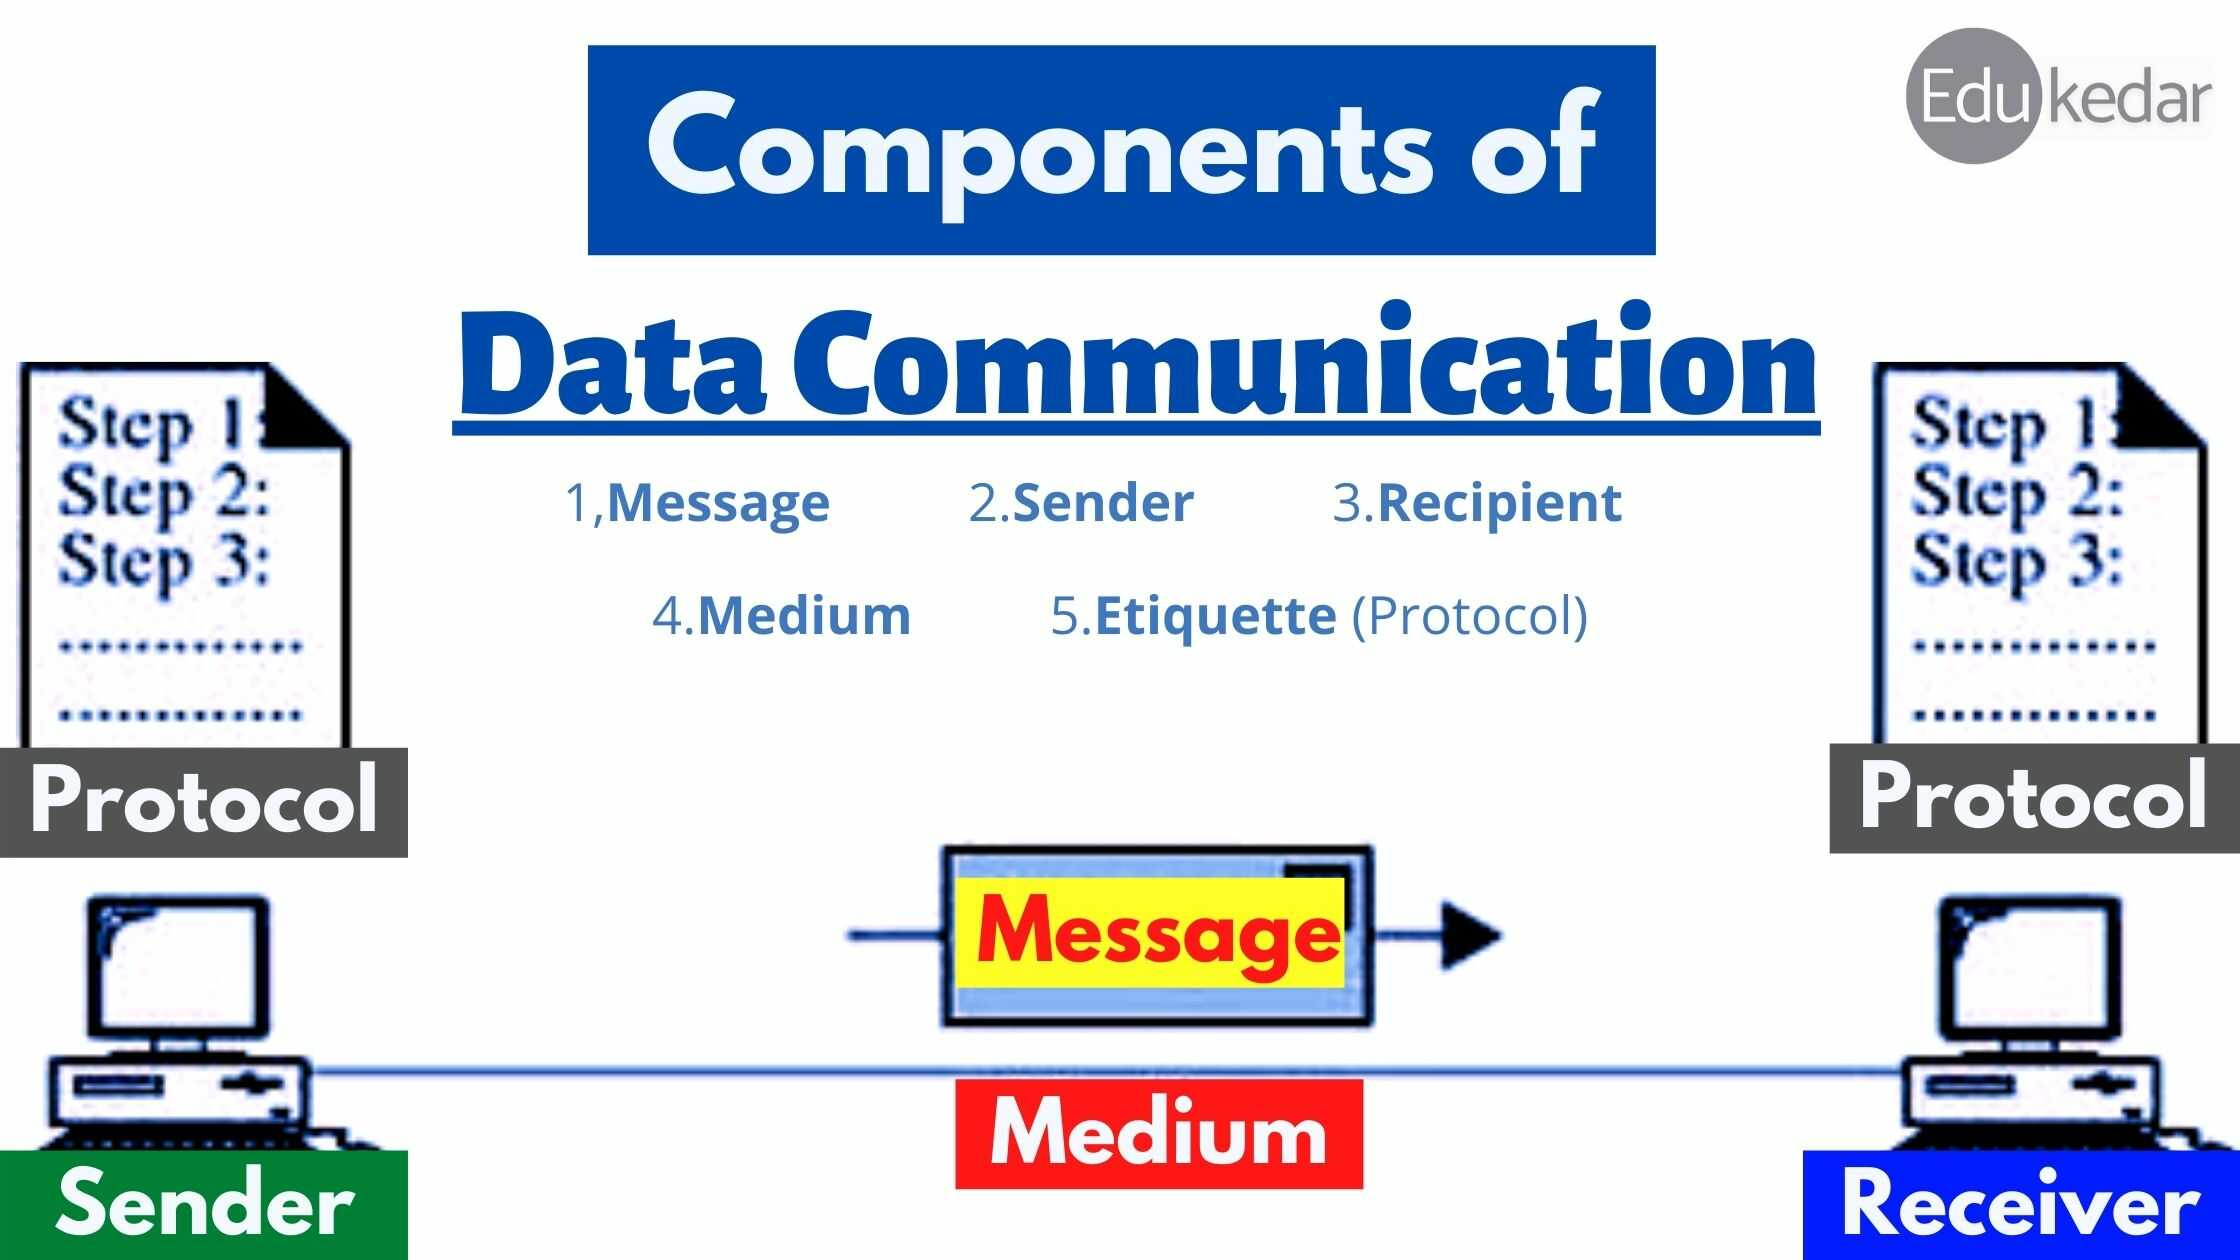 Components of
Edukedar
Data Communication
1,Message 2.Sender 3.Recipient
4.Medium 5.Etiquette (Protocol)
Step 1:
Step 2:
Step 3:
Protocol
Step 1:
Step 2:
Step 3:
Protocol
Message
Medium
Sender
Receiver